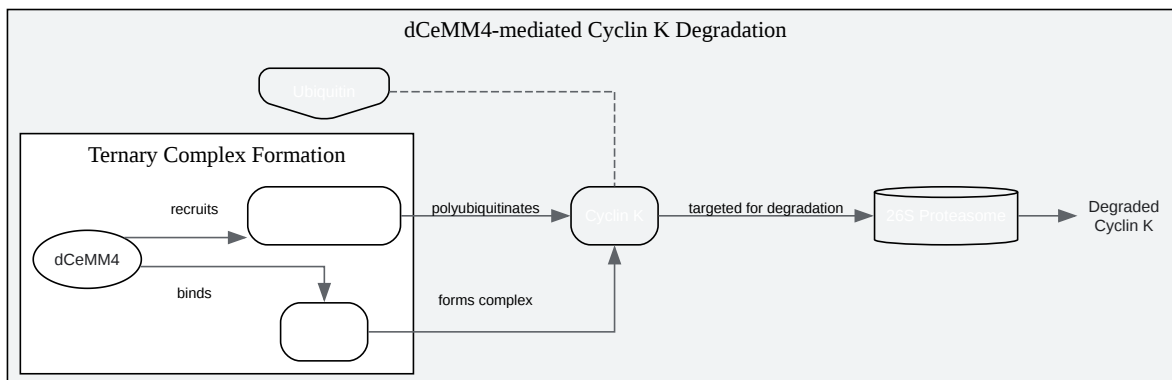 dCeMM4-mediated Cyclin K Degradation
Ubiquitin
Ternary Complex Formation
recruits
polyubiquitinates
Cyclin K
targeted for degradation
26S Proteasome
Degraded
Cyclin K
dCeMM4
binds
forms complex